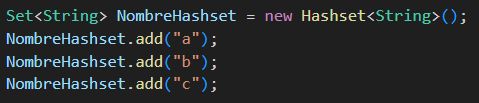 Set<String> NombreHashset = new Hashset<String>();
NombreHashset.add("a");
NombreHashset.add("b");
NombreHashset.add("c");